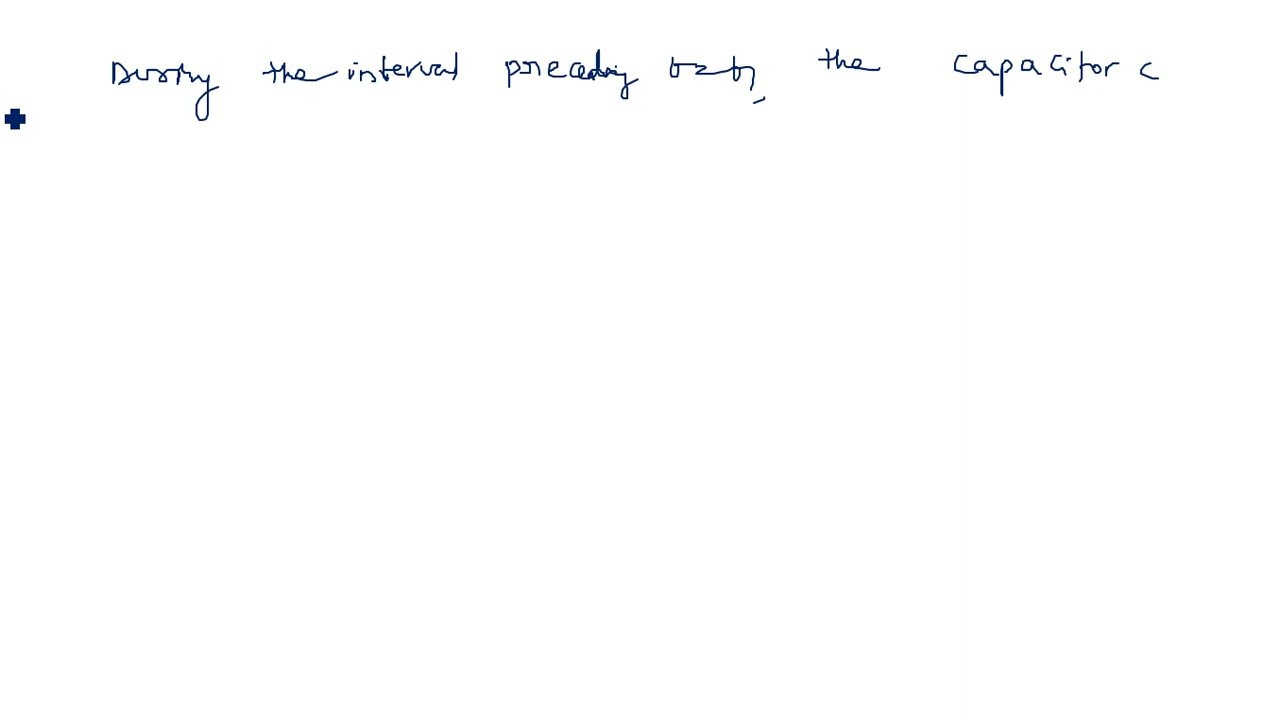 During the interval preceding t=t1, the capacitor c